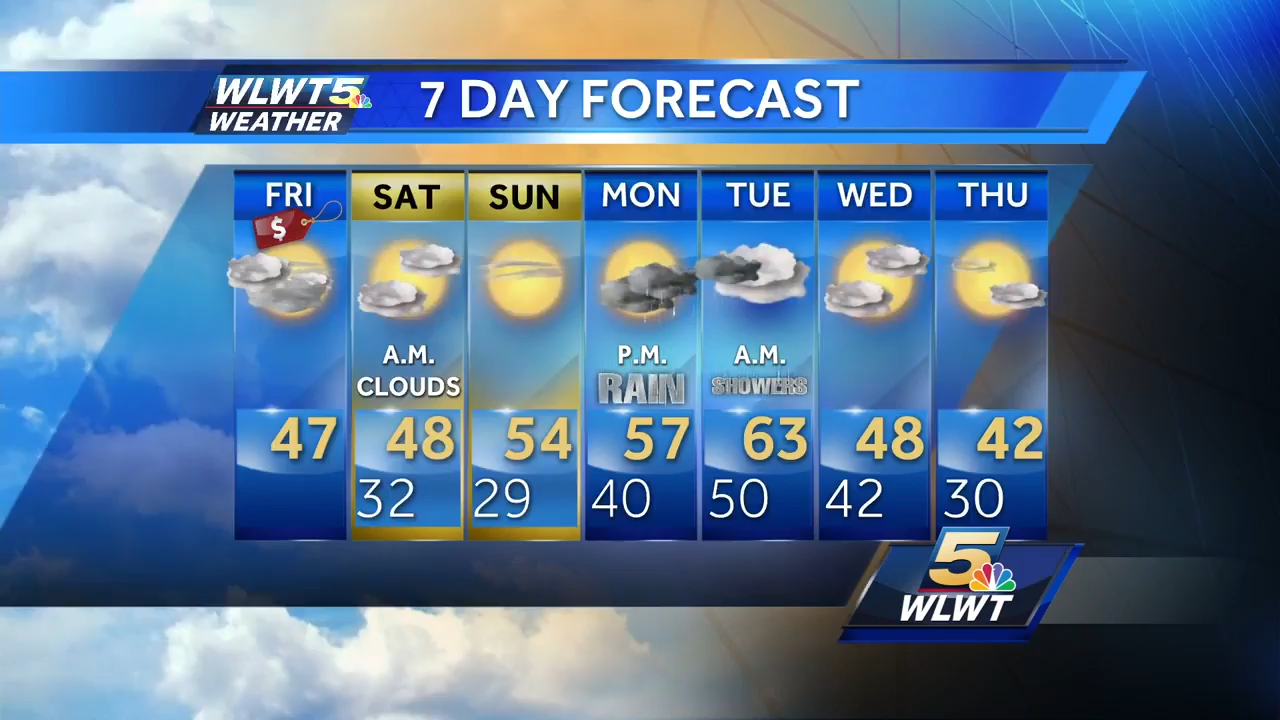 WLWT5
WEATHER
7 DAY FORECAST
FRI SAT SUN MON TUE WED THU
$
A.M. P.M. A.M.
CLOUDS RAIN SHOWERS
47 48 54 57 63 48 42
32 29 40 50 42 30
5
WLWT